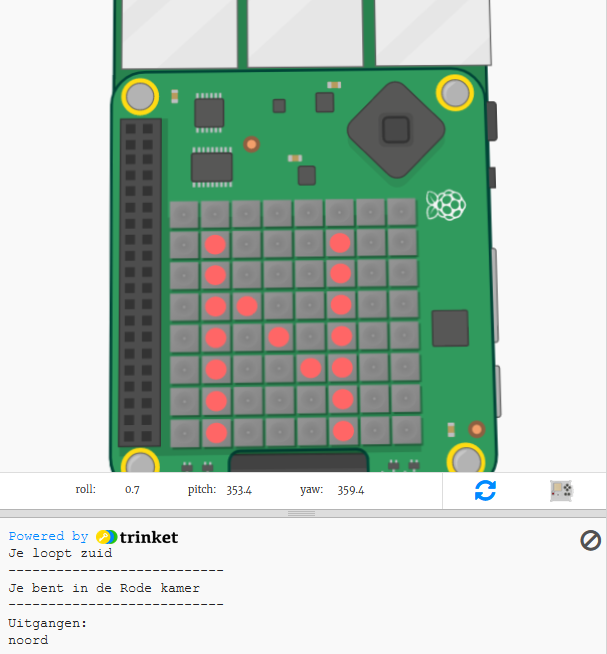 N
roll: 0.7 pitch: 353.4 yaw: 359.4
Powered by trinket
Je loopt zuid
---------------------------
Je bent in de Rode kamer
---------------------------
Uitgangen:
noord